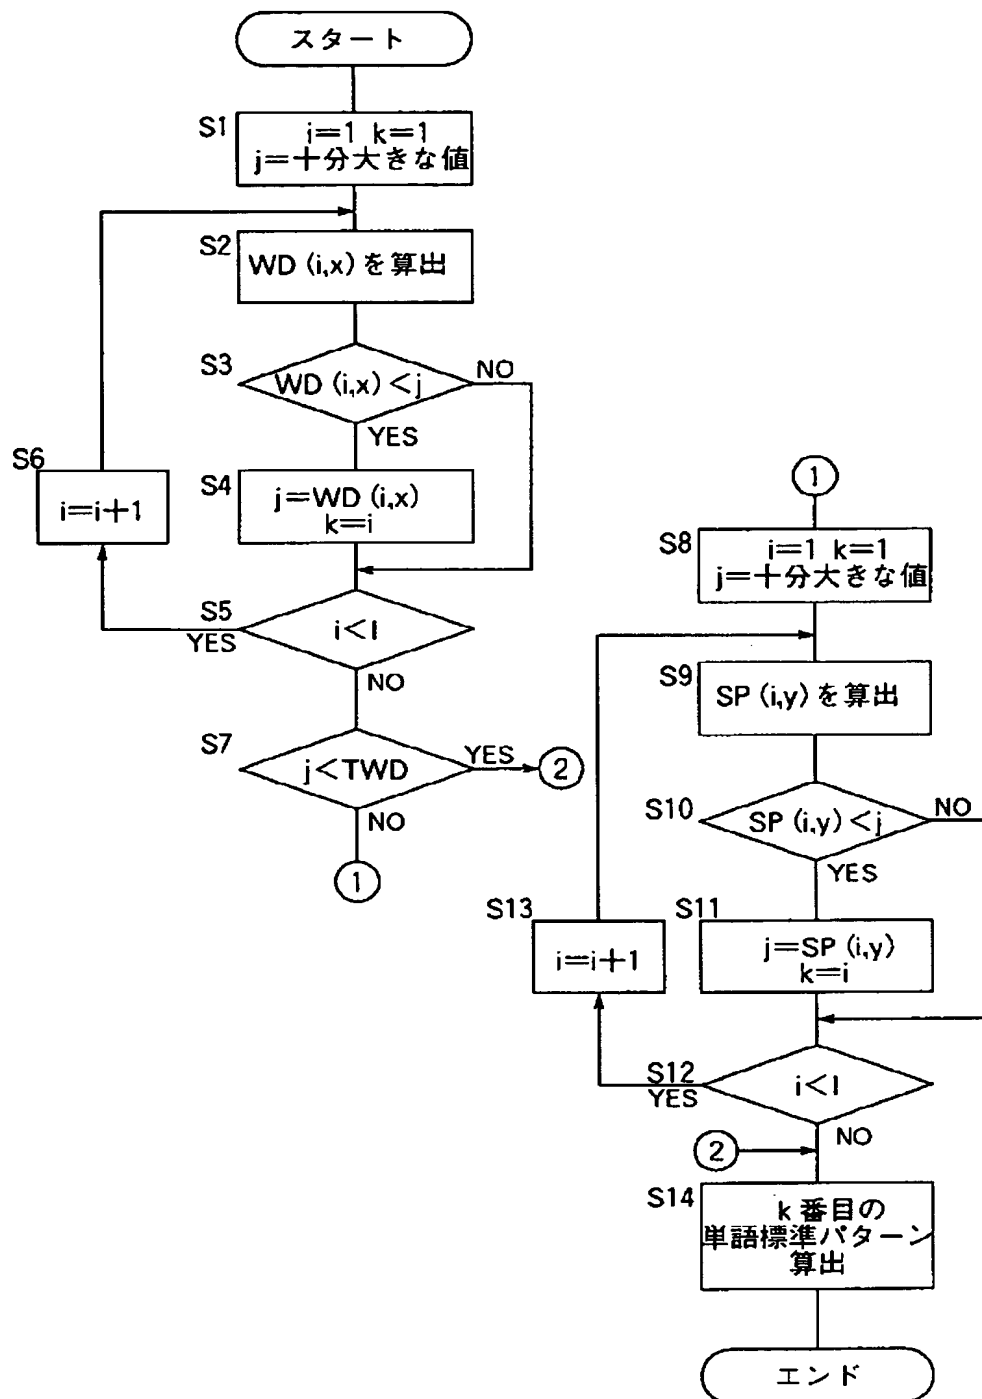 スタート
S1
i=1 k=1
j=十分大きな値
S2
WD (i,x) を算出
S3
WD (i,x) <j
NO
YES
S4
j=WD (i,x)
k=i
S6
i=i+1
S5
YES
i<I
NO
S7
j<TWD
YES
2
NO
1
1
S8
i=1 k=1
j=十分大きな値
S9
SP (i,y) を算出
S10
SP (i,y) <j
NO
YES
S11
j=SP (i,y)
k=i
S13
i=i+1
S12
YES
i<I
NO
2
S14
k 番目の
単語標準パターン
算出
エンド